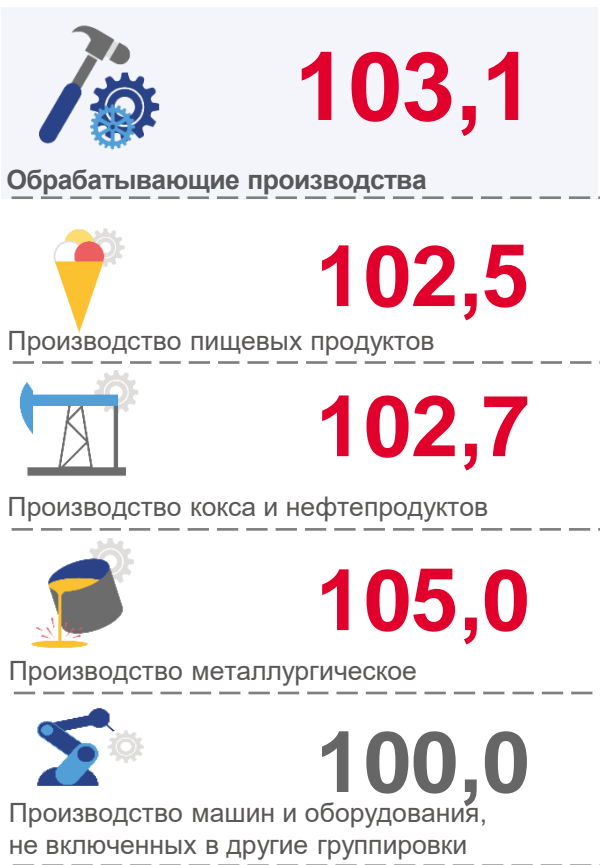 103,1
Обрабатывающие производства
102,5
Производство пищевых продуктов
102,7
Производство кокса и нефтепродуктов
105,0
Производство металлургическое
100,0
Производство машин и оборудования,
не включенных в другие группировки